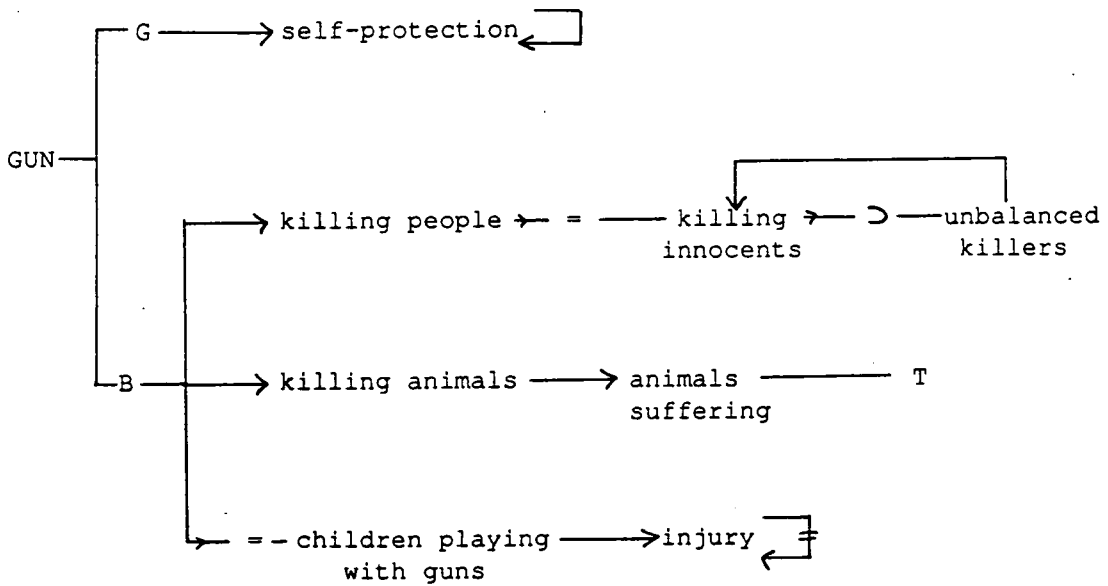 G self-protection
GUN
killing people = killing ⊃ unbalanced
innocents killers
B killing animals animals T
suffering
= children playing injury
with guns